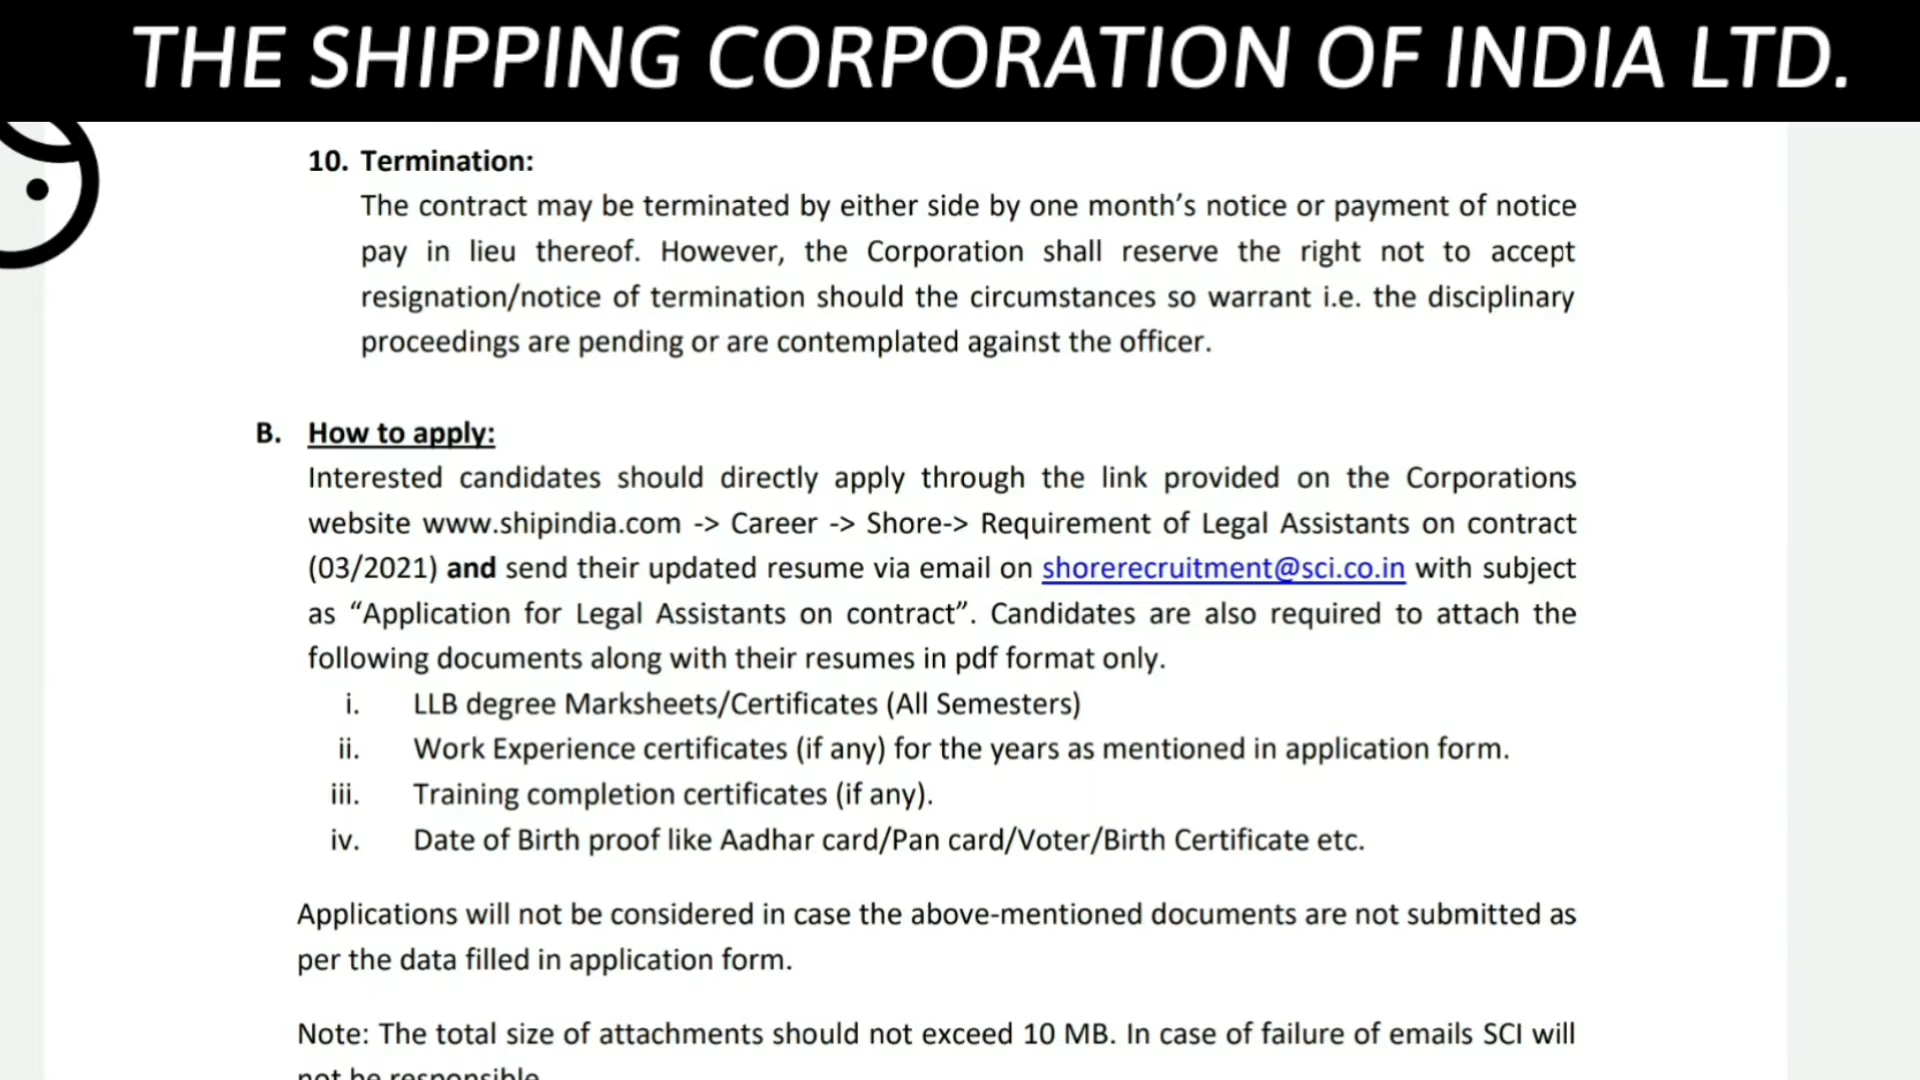 THE SHIPPING CORPORATION OF INDIA LTD.
10. Termination:
The contract may be terminated by either side by one month’s notice or payment of notice
pay in lieu thereof. However, the Corporation shall reserve the right not to accept
resignation/notice of termination should the circumstances so warrant i.e. the disciplinary
proceedings are pending or are contemplated against the officer.
B. How to apply:
Interested candidates should directly apply through the link provided on the Corporations
website www.shipindia.com -> Career -> Shore-> Requirement of Legal Assistants on contract
(03/2021) and send their updated resume via email on shorerecruitment@sci.co.in with subject
as “Application for Legal Assistants on contract”. Candidates are also required to attach the
following documents along with their resumes in pdf format only.
i. LLB degree Marksheets/Certificates (All Semesters)
ii. Work Experience certificates (if any) for the years as mentioned in application form.
iii. Training completion certificates (if any).
iv. Date of Birth proof like Aadhar card/Pan card/Voter/Birth Certificate etc.
Applications will not be considered in case the above-mentioned documents are not submitted as
per the data filled in application form.
Note: The total size of attachments should not exceed 10 MB. In case of failure of emails SCI will
not be responsible